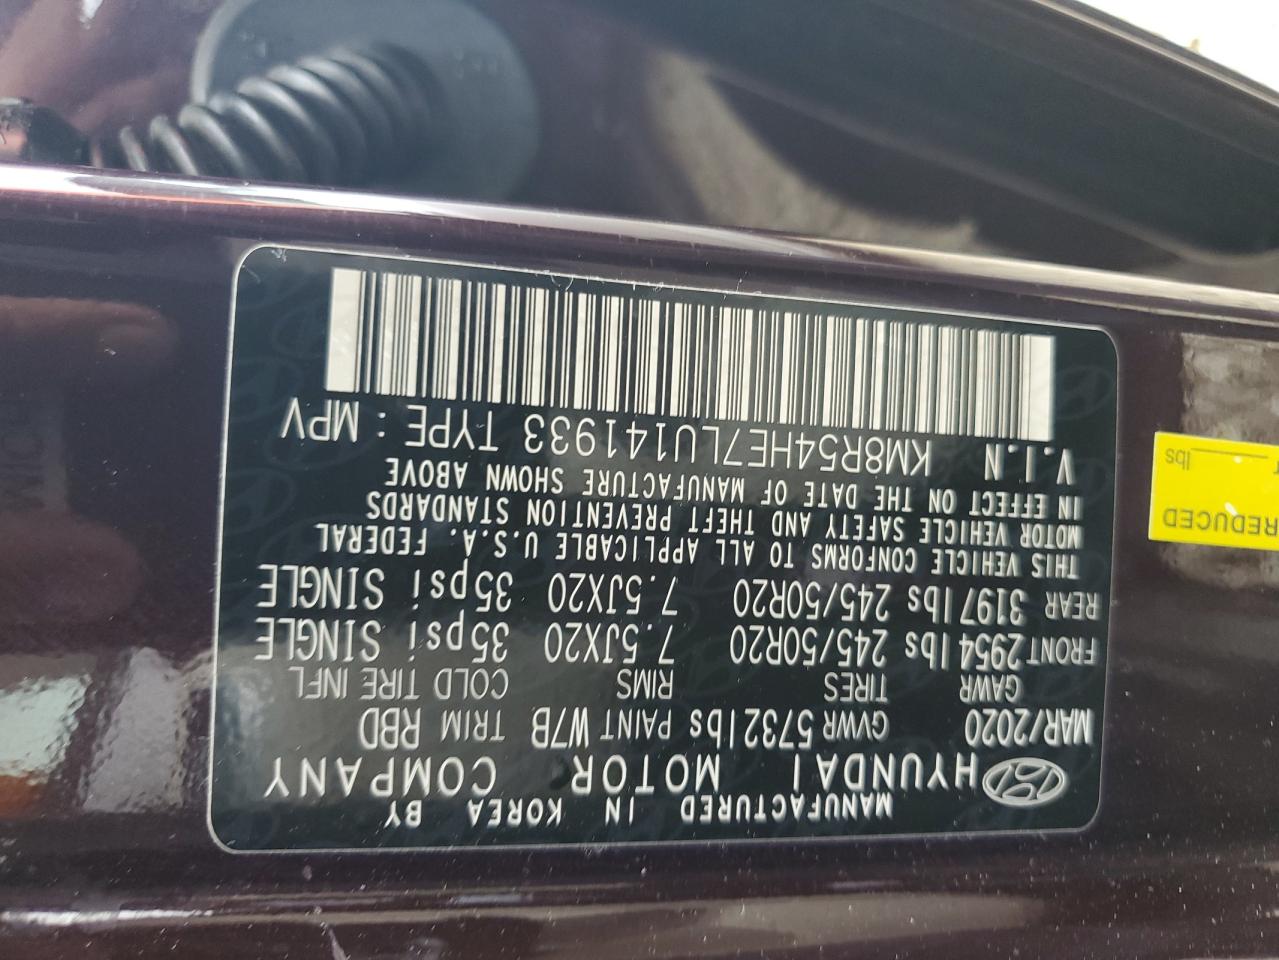 MANUFACTURED IN KOREA BY
HYUNDAI MOTOR COMPANY
MAR/2020 GVWR 5732lbs PAINT W7B TRIM RBD
GAWR TIRES RIMS COLD TIRE INFL
FRONT 2954lbs 245/50R20 7.5JX20 35psi SINGLE
REAR 3197lbs 245/50R20 7.5JX20 35psi SINGLE
THIS VEHICLE CONFORMS TO ALL APPLICABLE U.S.A. FEDERAL
MOTOR VEHICLE SAFETY AND THEFT PREVENTION STANDARDS
IN EFFECT ON THE DATE OF MANUFACTURE SHOWN ABOVE
V.I.N KM8R54HE7LU141933 TYPE : MPV
REDUCED
lbs